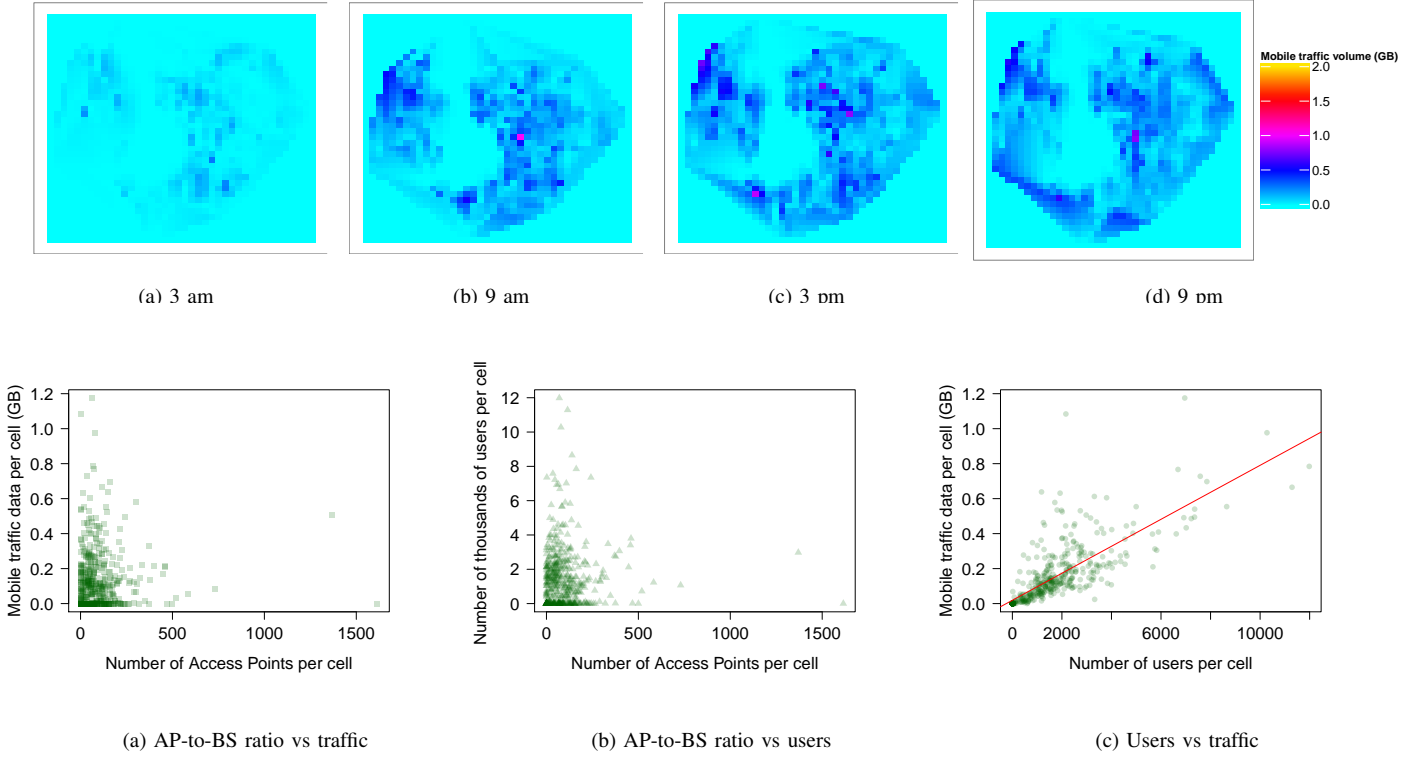 Mobile traffic volume (GB)
2.0
1.5
1.0
0.5
0.0
(a) 3 am
(b) 9 am
(c) 3 pm
(d) 9 pm
Mobile traffic data per cell (GB)
1.2
1.0
0.8
0.6
0.4
0.2
0.0
0 500 1000 1500
Number of Access Points per cell
(a) AP-to-BS ratio vs traffic
Number of thousands of users per cell
12
10
8
6
4
2
0
0 500 1000 1500
Number of Access Points per cell
(b) AP-to-BS ratio vs users
Mobile traffic data per cell (GB)
1.2
1.0
0.8
0.6
0.4
0.2
0.0
0 2000 6000 10000
Number of users per cell
(c) Users vs traffic